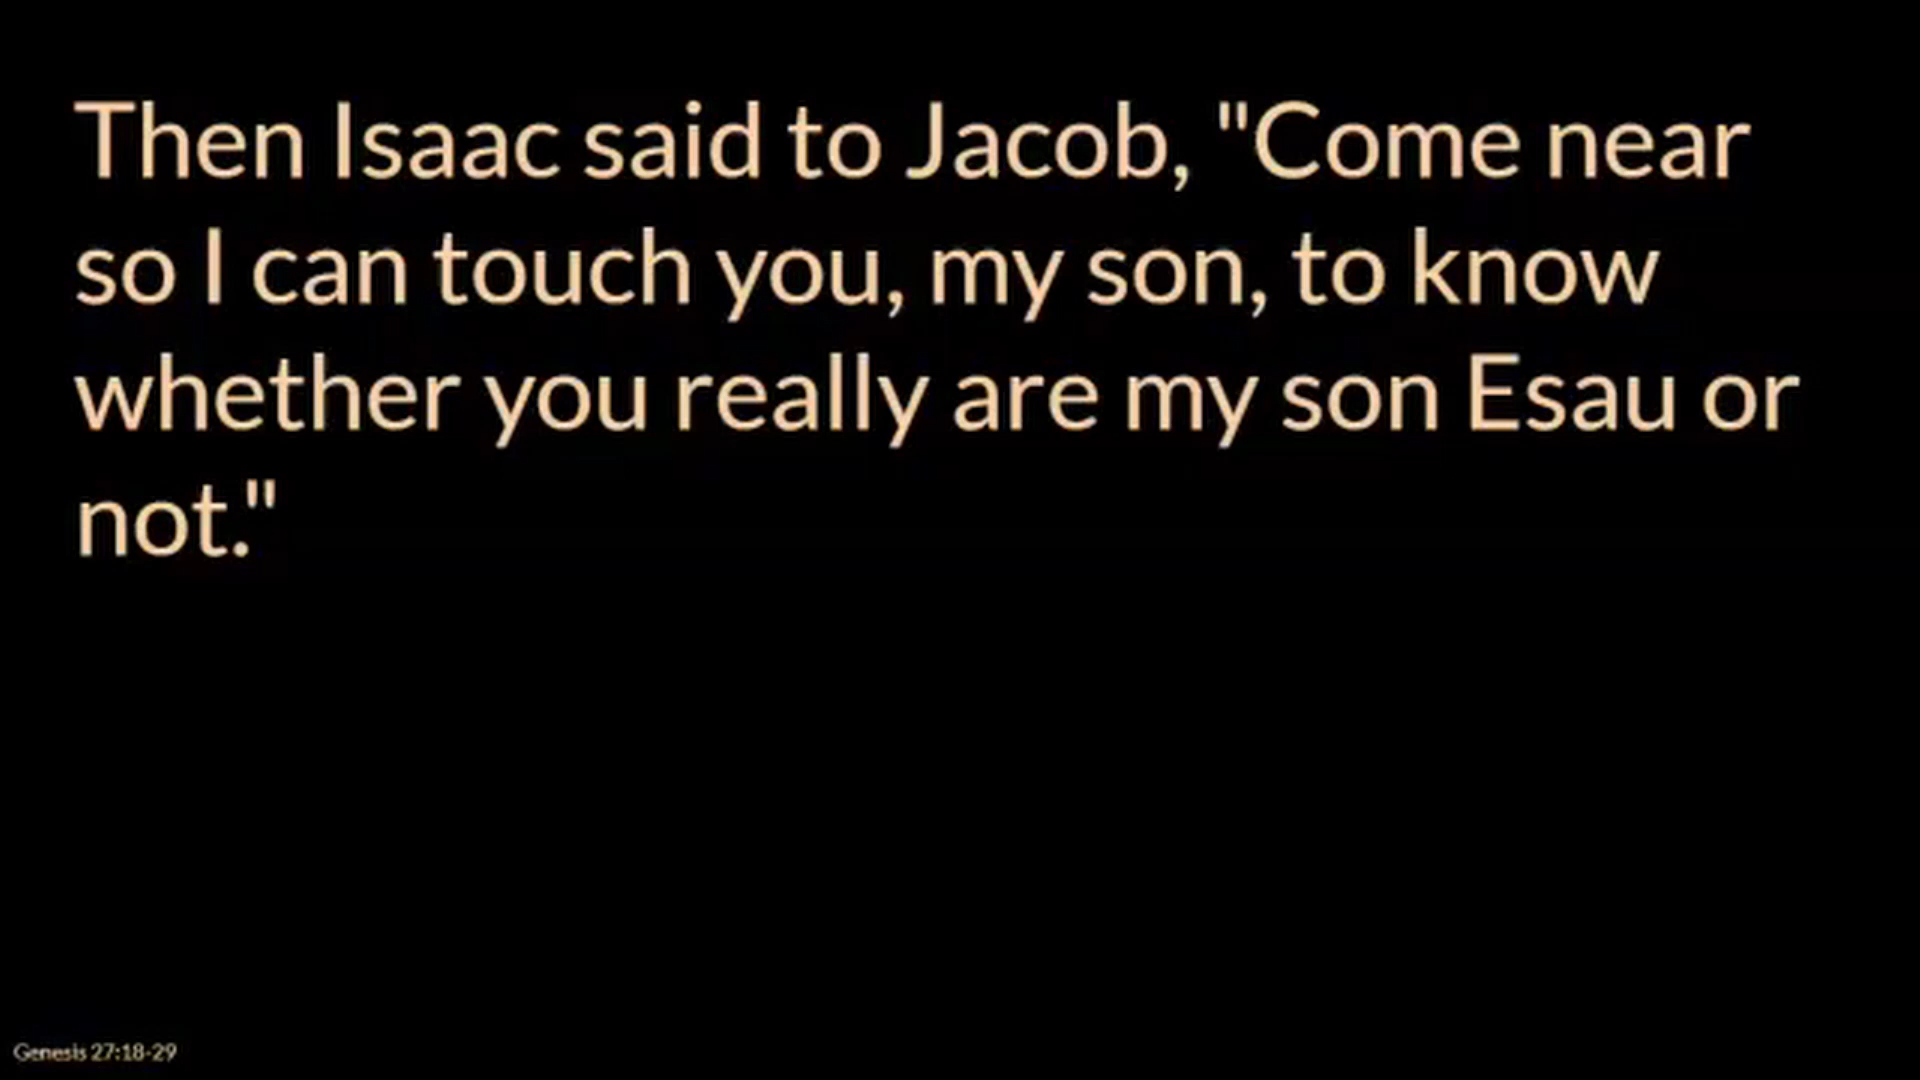 Then Isaac said to Jacob, "Come near
so I can touch you, my son, to know
whether you really are my son Esau or
not."
Genesis 27:18-29